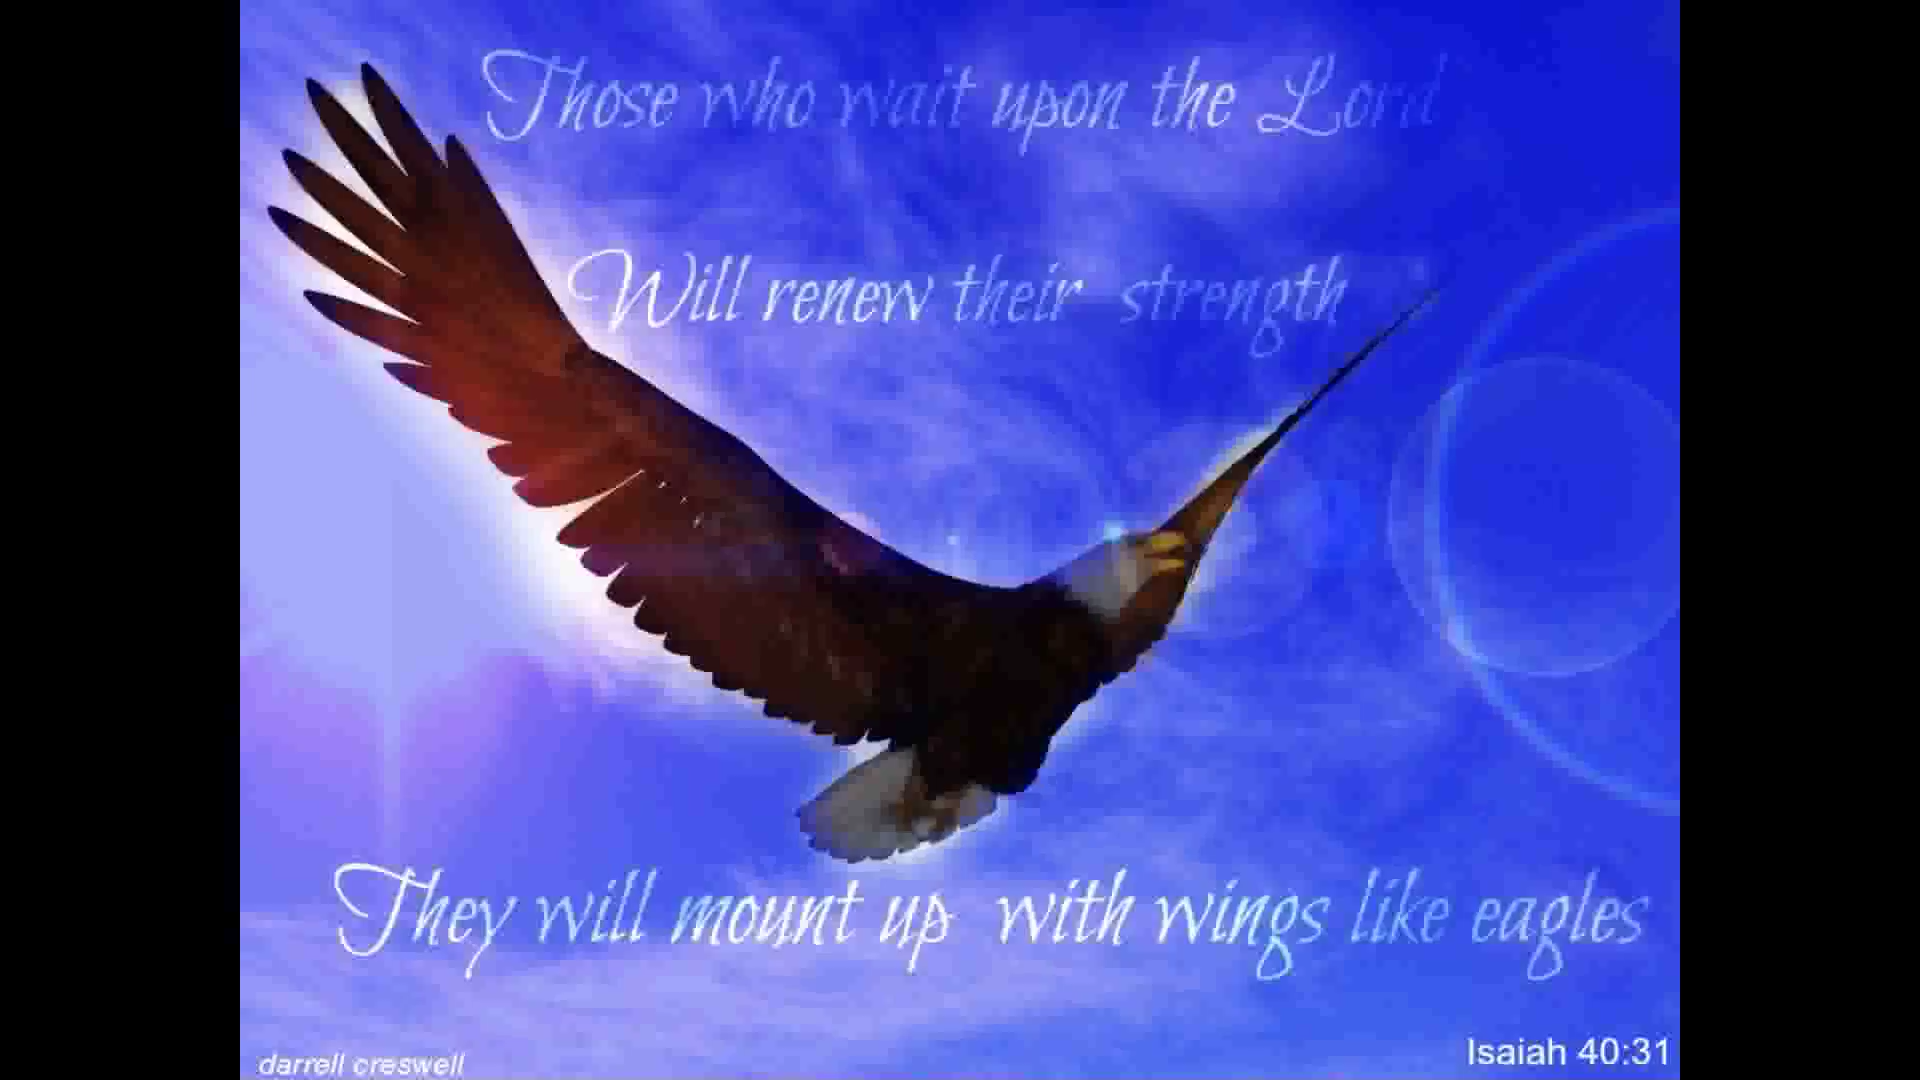 Those who wait upon the Lord
Will renew their strength
They will mount up with wings like eagles
Isaiah 40:31
darrell creswell